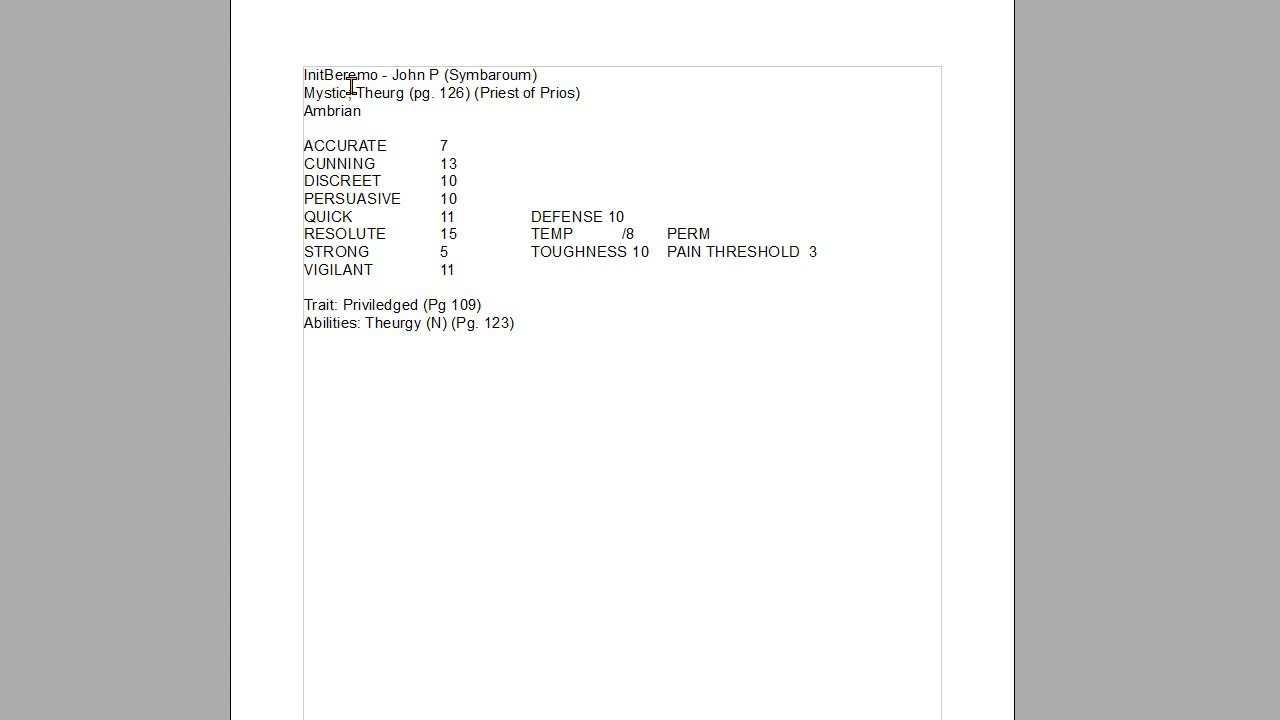 InitBeremo - John P (Symbaroum)
Mystic, Theurg (pg. 126) (Priest of Prios)
Ambrian
ACCURATE 7
CUNNING 13
DISCREET 10
PERSUASIVE 10
QUICK 11 DEFENSE 10
RESOLUTE 15 TEMP /8 PERM
STRONG 5 TOUGHNESS 10 PAIN THRESHOLD 3
VIGILANT 11
Trait: Priviledged (Pg 109)
Abilities: Theurgy (N) (Pg. 123)